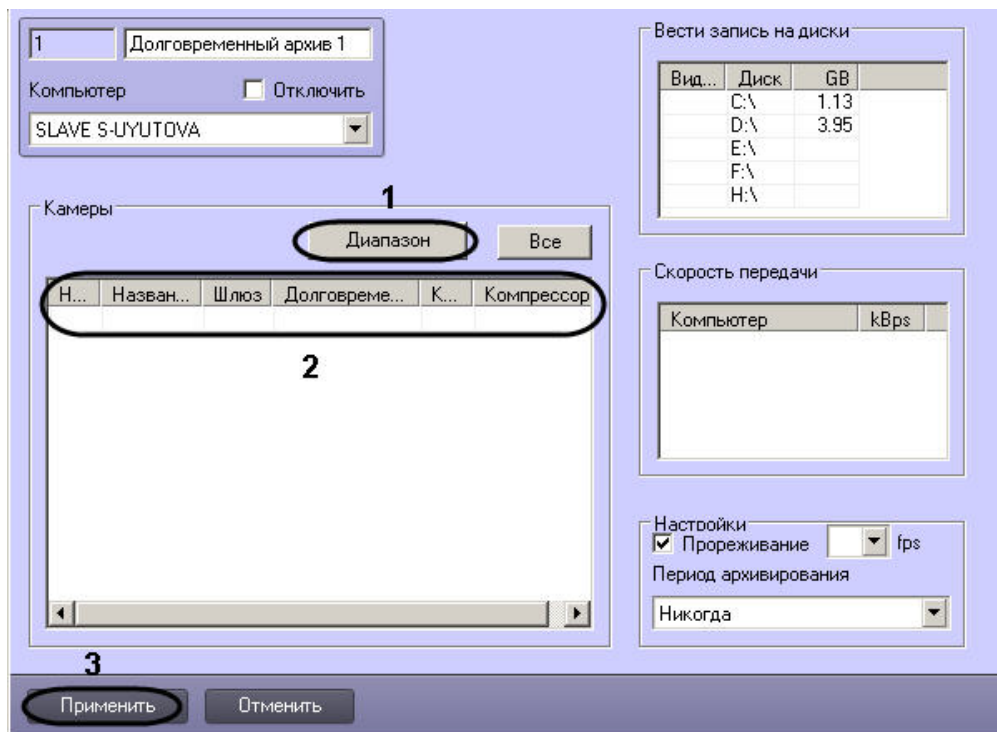 1 Долговременный архив 1
Компьютер Отключить
SLAVE S-UYUTOVA
Вести запись на диски
Вид... Диск GB
C:\ 1.13
D:\ 3.95
E:\
F:\
H:\
1
Камеры
Диапазон Все
Н... Назван... Шлюз Долговреме... К... Компрессор
2
Скорость передачи
Компьютер kBps
Настройки
Прореживание fps
Период архивирования
Никогда
3
Применить Отменить